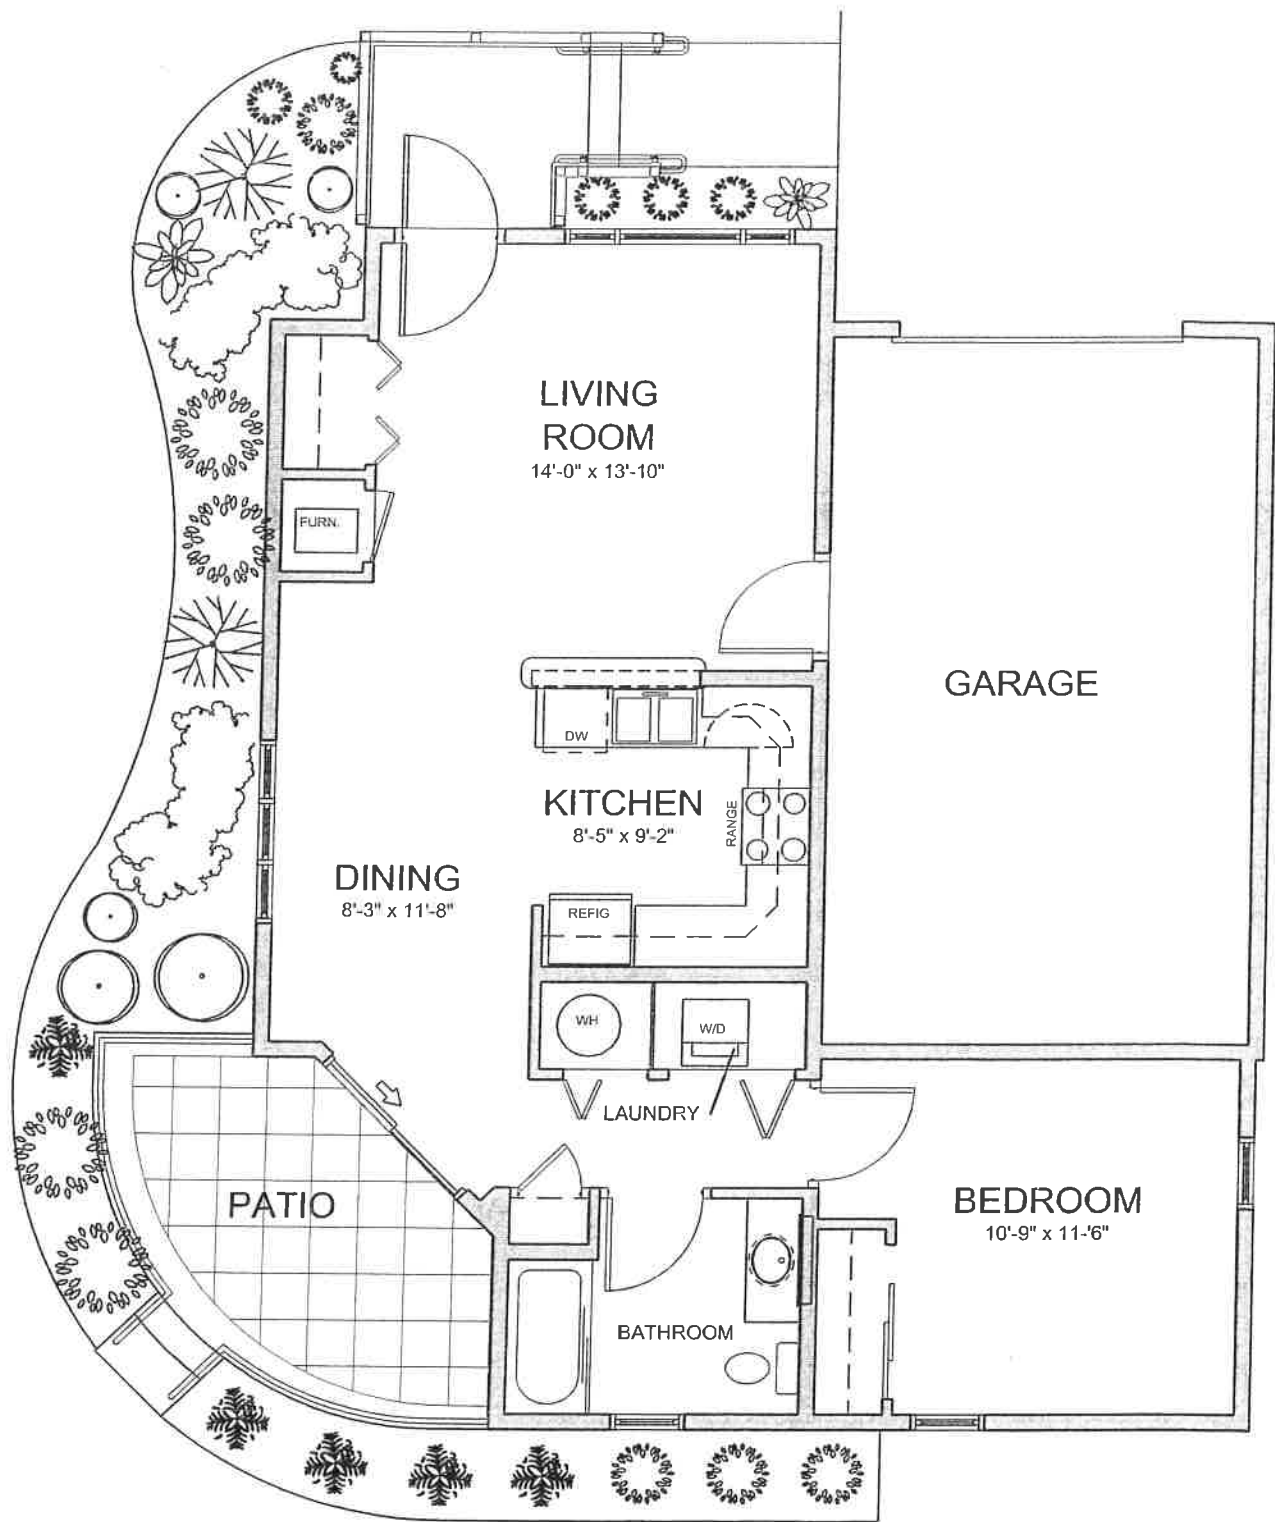 LIVING
ROOM
14'-0" x 13'-10"
FURN.
GARAGE
DW
KITCHEN
8'-5" x 9'-2"
RANGE
DINING
8'-3" x 11'-8"
REFIG
WH
W/D
LAUNDRY
PATIO
BEDROOM
10'-9" x 11-'6"
BATHROOM